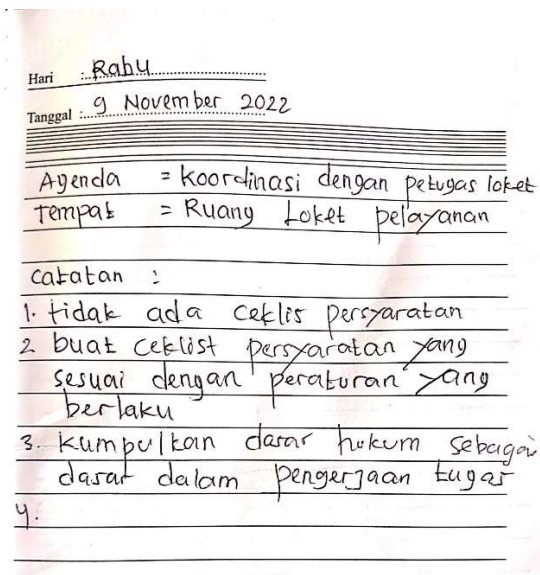 Hari : Rabu
Tanggal : 9 November 2022
Agenda = Koordinasi dengan petugas loket
Tempat = Ruang Loket pelayanan
Catatan :
1. tidak ada ceklis persyaratan
2 buat ceklist persyaratan yang
sesuai dengan peraturan yang
berlaku
3. Kumpulkan dasar hukum sebagai
dasar dalam pengerjaan tugas
4.